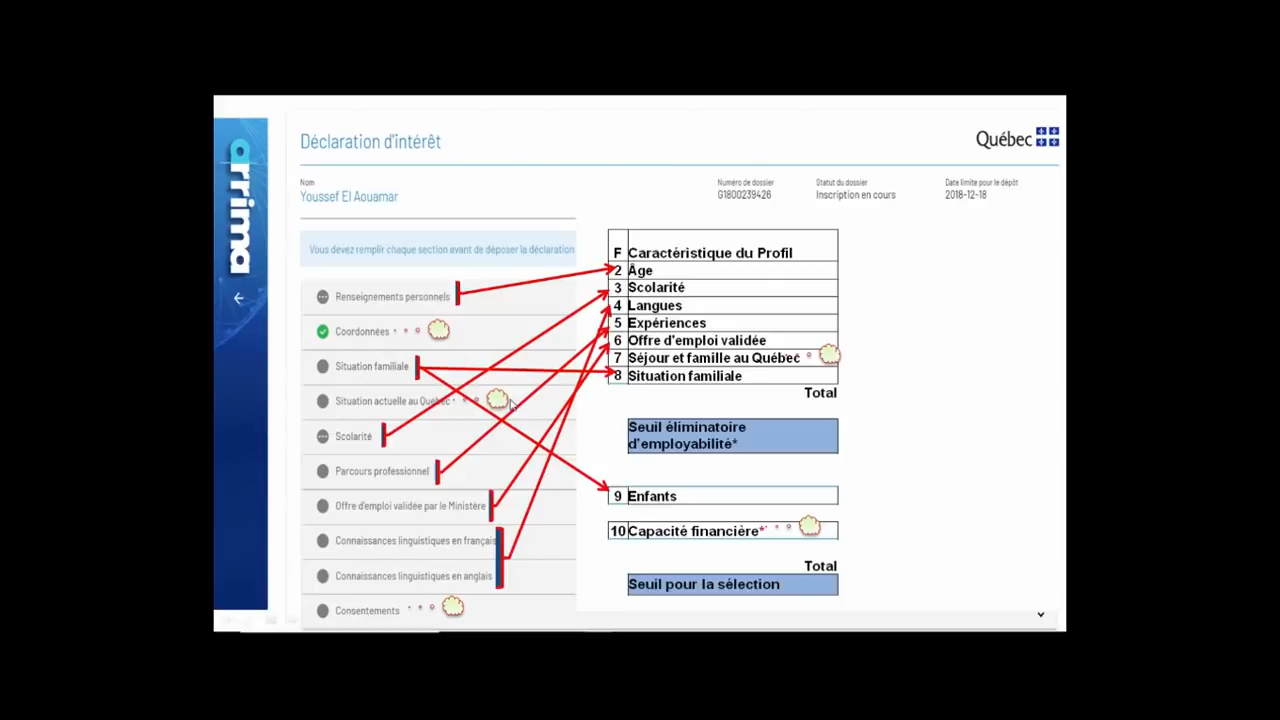 arrima
Déclaration d'intérêt
Québec
Nom
Youssef El Aouamar
Numéro de dossier
G1800239426
Statut du dossier
Inscription en cours
Date limite pour le dépôt
2018-12-18
Vous devez remplir chaque section avant de déposer la déclaration
Renseignements personnels
Coordonnées
Situation familiale
Situation actuelle au Québec
Scolarité
Parcours professionnel
Offre d'emploi validée par le Ministère
Connaissances linguistiques en français
Connaissances linguistiques en anglais
Consentements
F Caractéristique du Profil
2 Âge
3 Scolarité
4 Langues
5 Expériences
6 Offre d'emploi validée
7 Séjour et famille au Québec
8 Situation familiale
Total
Seuil éliminatoire
d'employabilité*
9 Enfants
10 Capacité financière*
Total
Seuil pour la sélection